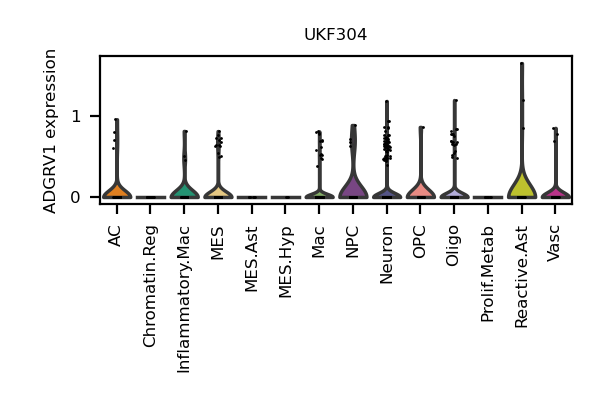 UKF304
ADGRV1 expression
1
0
AC
Chromatin.Reg
Inflammatory.Mac
MES
MES.Ast
MES.Hyp
Mac
NPC
Neuron
OPC
Oligo
Prolif.Metab
Reactive.Ast
Vasc